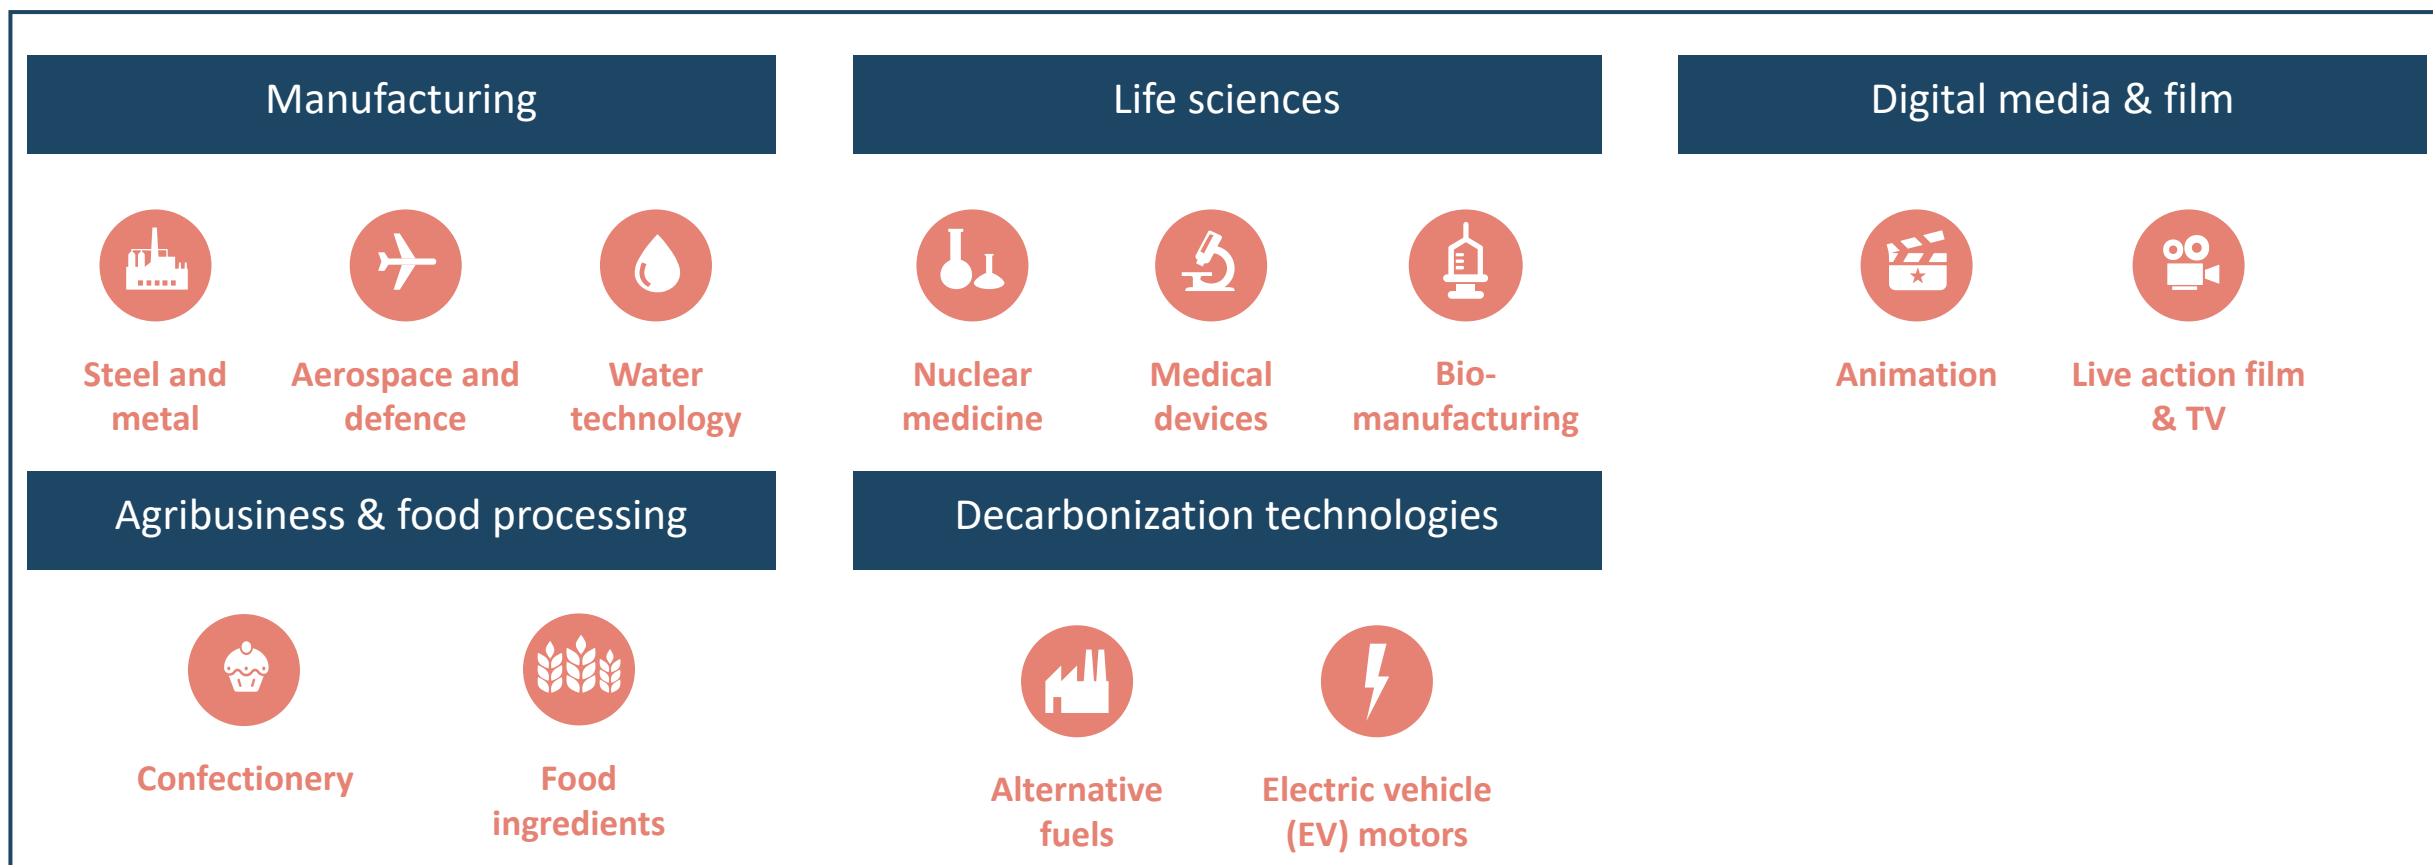 Manufacturing
Steel and
metal
Aerospace and
defence
Water
technology
Life sciences
Nuclear
medicine
Medical
devices
Bio-
manufacturing
Digital media & film
Animation
Live action film
& TV
Agribusiness & food processing
Confectionery
Food
ingredients
Decarbonization technologies
Alternative
fuels
Electric vehicle
(EV) motors